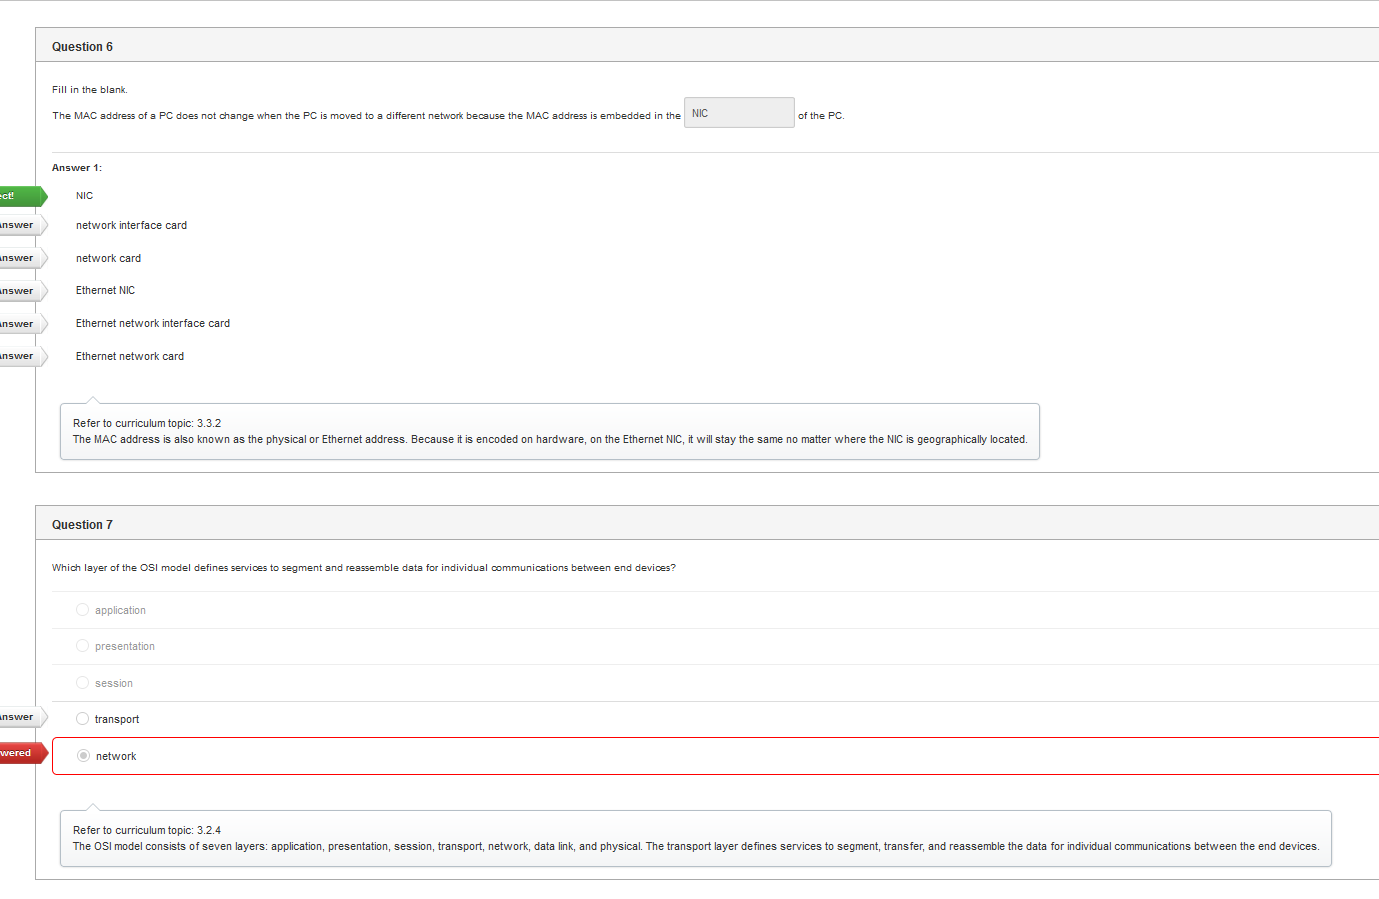 Question 6
Fill in the blank.
The MAC address of a PC does not change when the PC is moved to a different network because the MAC address is embedded in the NIC of the PC.
Answer 1:
ect! NIC
Answer network interface card
Answer network card
Answer Ethernet NIC
Answer Ethernet network interface card
Answer Ethernet network card
Refer to curriculum topic: 3.3.2
The MAC address is also known as the physical or Ethernet address. Because it is encoded on hardware, on the Ethernet NIC, it will stay the same no matter where the NIC is geographically located.
Question 7
Which layer of the OSI model defines services to segment and reassemble data for individual communications between end devices?
application
presentation
session
Answer transport
wered network
Refer to curriculum topic: 3.2.4
The OSI model consists of seven layers: application, presentation, session, transport, network, data link, and physical. The transport layer defines services to segment, transfer, and reassemble the data for individual communications between the end devices.